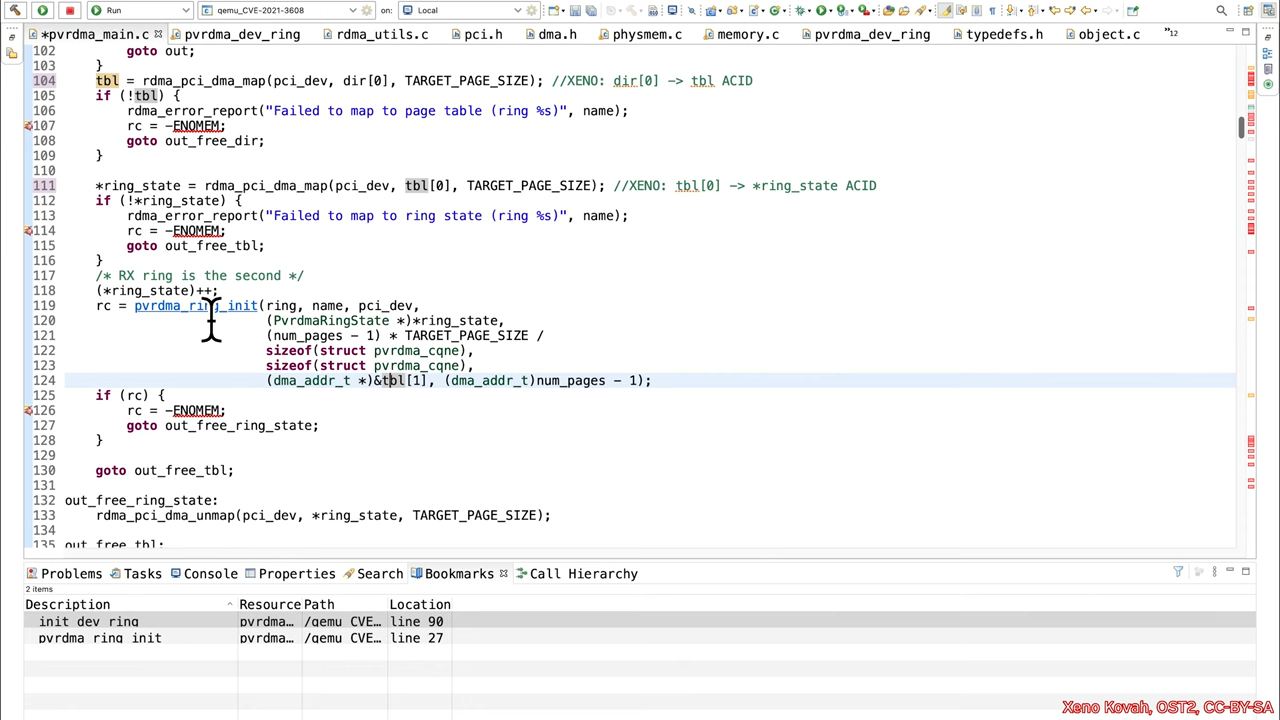 Run
qemu_CVE-2021-3608
on:
Local
*pvrdma_main.c
pvrdma_dev_ring
rdma_utils.c
pci.h
dma.h
physmem.c
memory.c
pvrdma_dev_ring
typedefs.h
object.c
12
102 goto out;
103 }
104 tbl = rdma_pci_dma_map(pci_dev, dir[0], TARGET_PAGE_SIZE); //XENO: dir[0] -> tbl ACID
105 if (!tbl) {
106 rdma_error_report("Failed to map to page table (ring %s)", name);
107 rc = -ENOMEM;
108 goto out_free_dir;
109 }
110
111 *ring_state = rdma_pci_dma_map(pci_dev, tbl[0], TARGET_PAGE_SIZE); //XENO: tbl[0] -> *ring_state ACID
112 if (!*ring_state) {
113 rdma_error_report("Failed to map to ring state (ring %s)", name);
114 rc = -ENOMEM;
115 goto out_free_tbl;
116 }
117 /* RX ring is the second */
118 (*ring_state)++;
119 rc = pvrdma_ring_init(ring, name, pci_dev,
120 (PvrdmaRingState *)*ring_state,
121 (num_pages - 1) * TARGET_PAGE_SIZE /
122 sizeof(struct pvrdma_cqne),
123 sizeof(struct pvrdma_cqne),
124 (dma_addr_t *)&tbl[1], (dma_addr_t)num_pages - 1);
125 if (rc) {
126 rc = -ENOMEM;
127 goto out_free_ring_state;
128 }
129
130 goto out_free_tbl;
131
132 out_free_ring_state:
133 rdma_pci_dma_unmap(pci_dev, *ring_state, TARGET_PAGE_SIZE);
134
135 out_free_tbl:
Problems
Tasks
Console
Properties
Search
Bookmarks
Call Hierarchy
2 items
Description Resource Path Location
init_dev_ring pvrdma... /qemu_CVE... line 90
pvrdma_ring_init pvrdma... /qemu_CVE... line 27
Xeno Kovah, OST2, CC-BY-SA